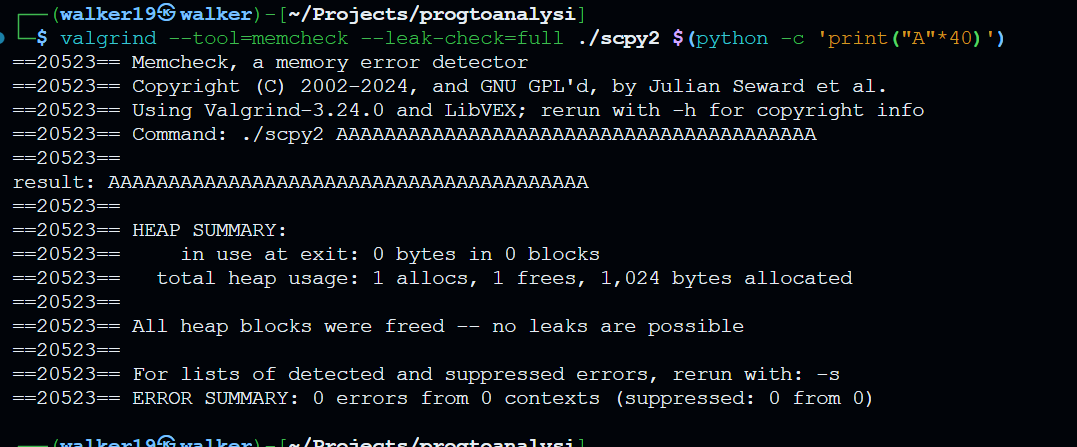 (walker19㉿walker)-[~/Projects/progtoanalysi]
$ valgrind --tool=memcheck --leak-check=full ./scpy2 $(python -c 'print("A"*40)')
==20523== Memcheck, a memory error detector
==20523== Copyright (C) 2002-2024, and GNU GPL'd, by Julian Seward et al.
==20523== Using Valgrind-3.24.0 and LibVEX; rerun with -h for copyright info
==20523== Command: ./scpy2 AAAAAAAAAAAAAAAAAAAAAAAAAAAAAAAAAAAAAAAA
==20523==
result: AAAAAAAAAAAAAAAAAAAAAAAAAAAAAAAAAAAAAAAA
==20523==
==20523== HEAP SUMMARY:
==20523==     in use at exit: 0 bytes in 0 blocks
==20523==   total heap usage: 1 allocs, 1 frees, 1,024 bytes allocated
==20523==
==20523== All heap blocks were freed -- no leaks are possible
==20523==
==20523== For lists of detected and suppressed errors, rerun with: -s
==20523== ERROR SUMMARY: 0 errors from 0 contexts (suppressed: 0 from 0)
(walker19㉿walker)-[~/Projects/progtoanalysi]